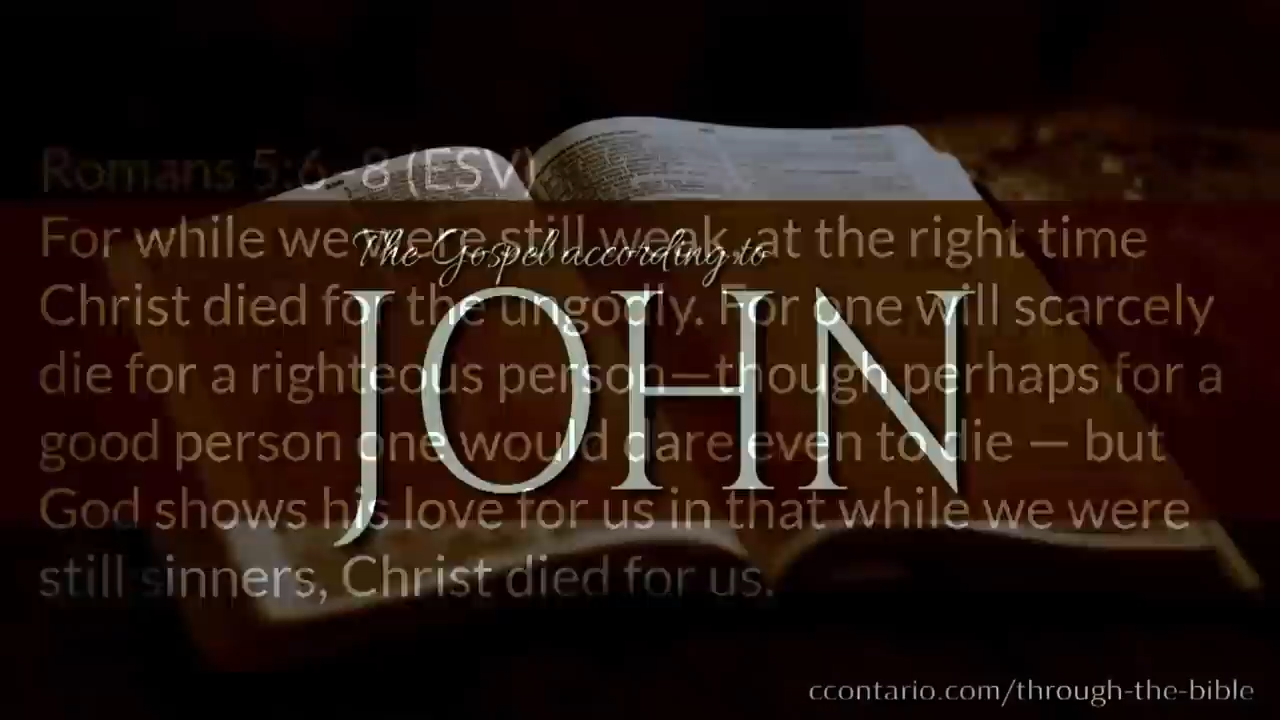 Romans 5:6-8 (ESV)
For while we were still weak, at the right time
The Gospel according to
Christ died for the ungodly. For one will scarcely
JOHN
die for a righteous person—though perhaps for a
good person one would dare even to die — but
God shows his love for us in that while we were
still sinners, Christ died for us.
ccontario.com/through-the-bible